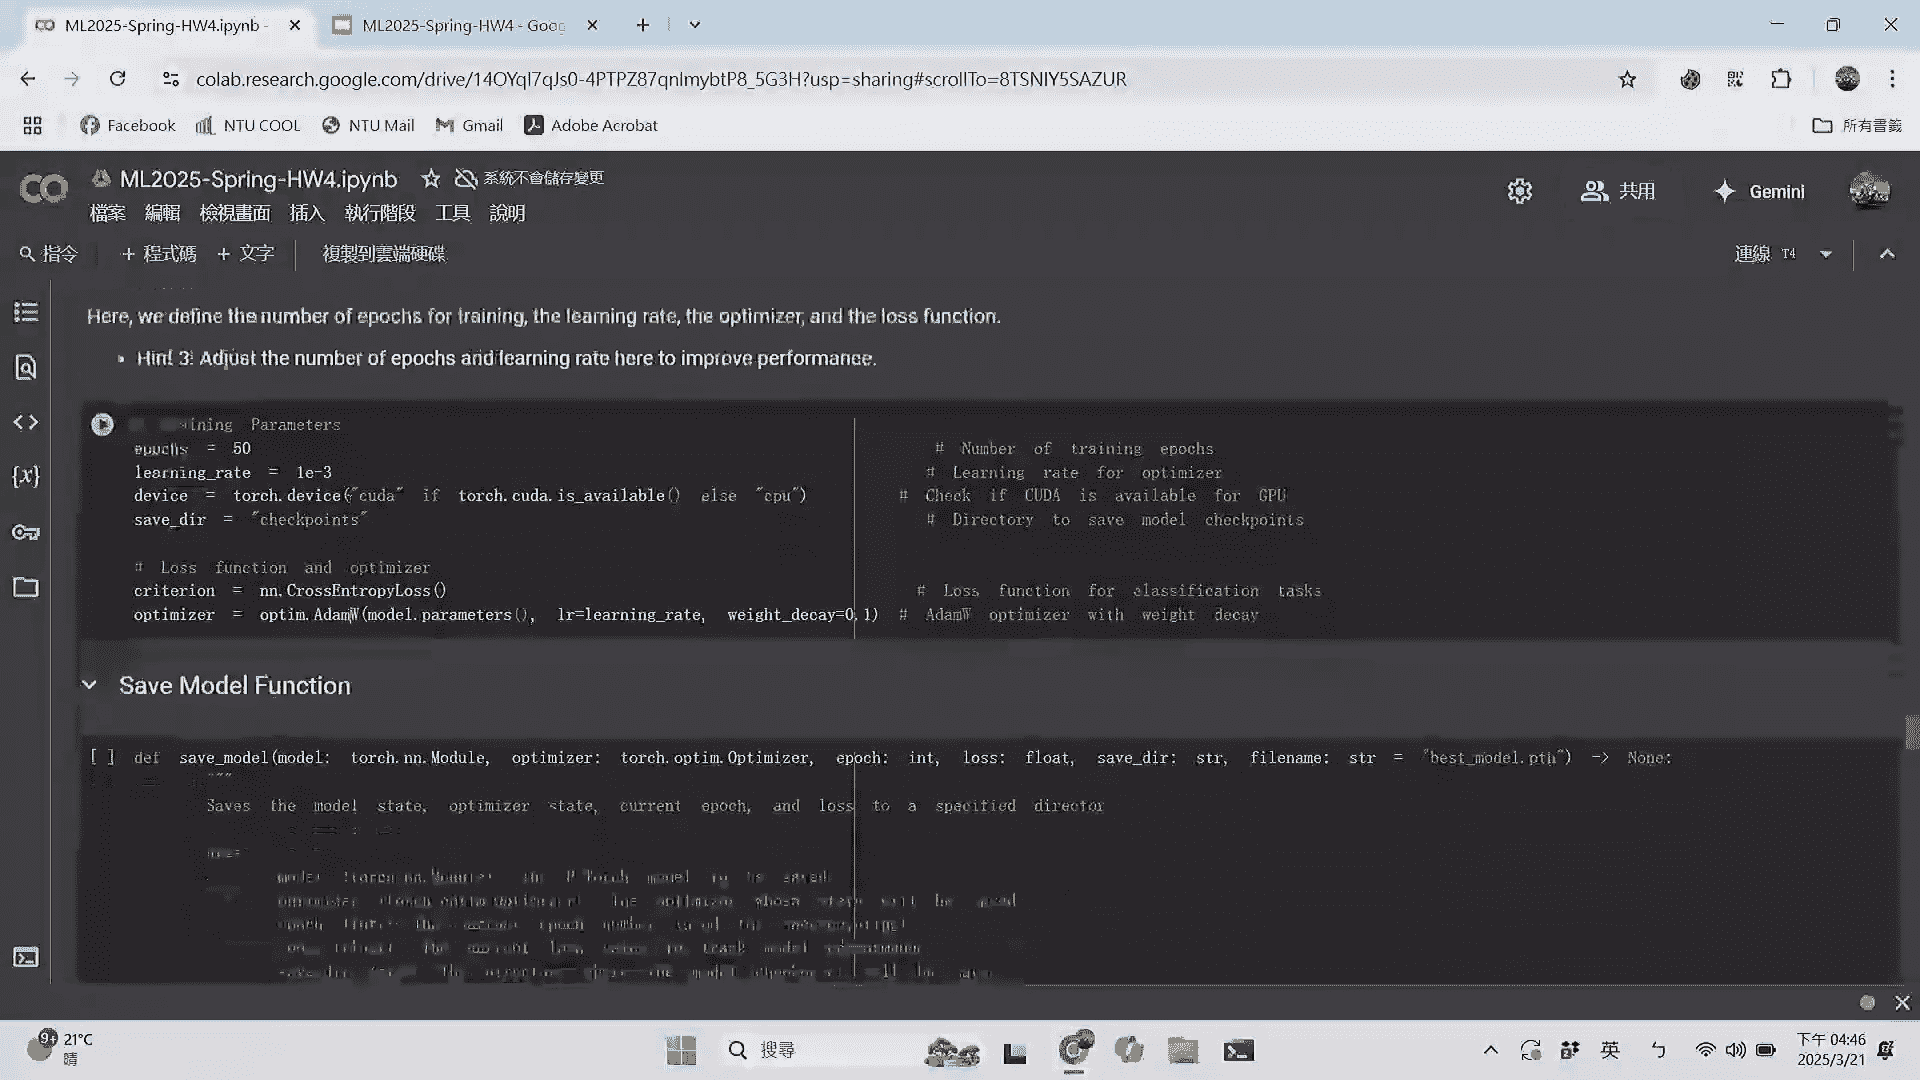 ML2025-Spring-HW4.ipynb -
ML2025-Spring-HW4 - Goog
colab.research.google.com/drive/14OYql7qJs0-4PTPZ87qnlmybtP8_5G3H?usp=sharing#scrollTo=8TSNIY5SAZUR
Facebook NTU COOL NTU Mail Gmail Adobe Acrobat 所有書籤
ML2025-Spring-HW4.ipynb 系統不會儲存變更
共用 Gemini
檔案 編輯 檢視畫面 插入 執行階段 工具 說明
指令 + 程式碼 + 文字 複製到雲端硬碟 連線 T4
Here, we define the number of epochs for training, the learning rate, the optimizer, and the loss function.
• Hint 3: Adjust the number of epochs and learning rate here to improve performance.
Parameters
epochs = 50 # Number of training epochs
learning_rate = 1e-3 # Learning rate for optimizer
device = torch.device("cuda" if torch.cuda.is_available() else "cpu") # Check if CUDA is available for GPU
save_dir = "checkpoints" # Directory to save model checkpoints
# Loss function and optimizer
criterion = nn.CrossEntropyLoss() # Loss function for classification tasks
optimizer = optim.AdamW(model.parameters(), lr=learning_rate, weight_decay=0.1) # AdamW optimizer with weight decay
Save Model Function
[ ] def save_model(model: torch.nn.Module, optimizer: torch.optim.Optimizer, epoch: int, loss: float, save_dir: str, filename: str = "best_model.pth") -> None:
"""
Saves the model state, optimizer state, current epoch, and loss to a specified director
9+ 21°C
晴
搜尋
英 ㄅ
下午 04:46
2025/3/21